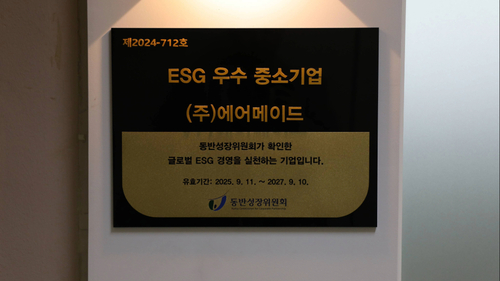 제2024-712호
ESG 우수 중소기업
(주)에어메이드
동반성장위원회가 확인한
글로벌 ESG 경영을 실천하는 기업입니다.
유효기간: 2025. 9. 11. ~ 2027. 9. 10.
동반성장위원회